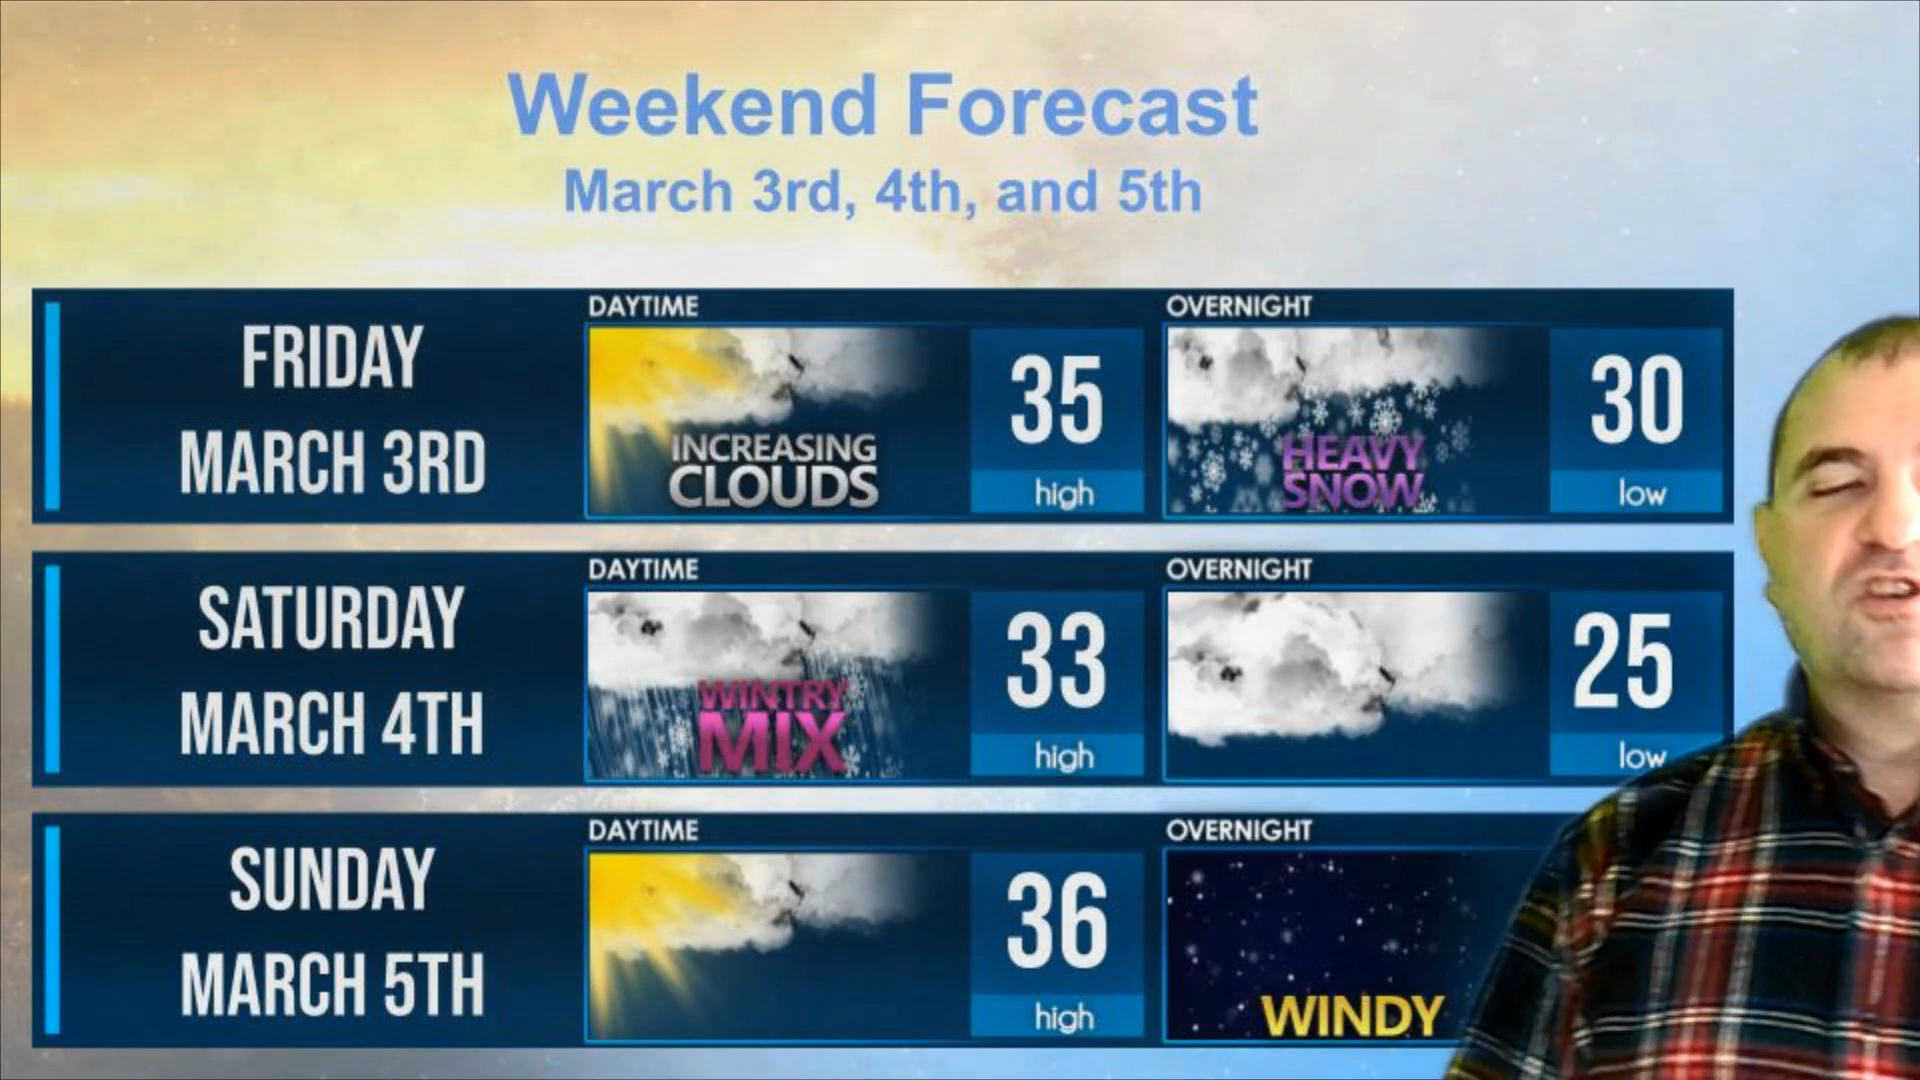 Weekend Forecast
March 3rd, 4th, and 5th
FRIDAY
MARCH 3RD
DAYTIME
INCREASING
CLOUDS
35
high
OVERNIGHT
HEAVY
SNOW
30
low
SATURDAY
MARCH 4TH
DAYTIME
WINTRY
MIX
33
high
OVERNIGHT
25
low
SUNDAY
MARCH 5TH
DAYTIME
36
high
OVERNIGHT
WINDY